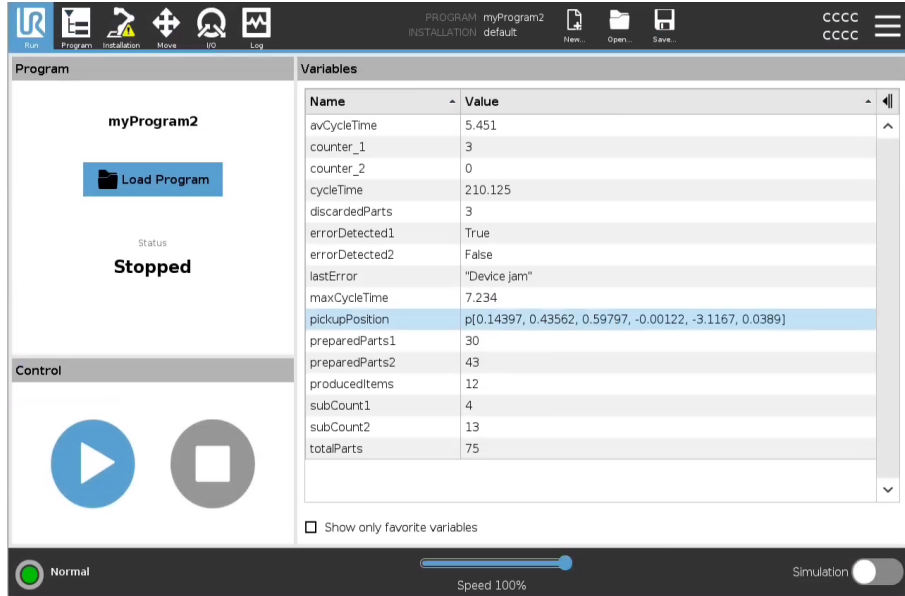 UR
Run
Program
Installation
Move
I/O
Log
PROGRAM myProgram2
INSTALLATION default
New...
Open...
Save...
CCCC
CCCC
Program
myProgram2
Load Program
Status
Stopped
Control
Variables
Name Value
avCycleTime 5.451
counter_1 3
counter_2 0
cycleTime 210.125
discardedParts 3
errorDetected1 True
errorDetected2 False
lastError "Device jam"
maxCycleTime 7.234
pickupPosition p[0.14397, 0.43562, 0.59797, -0.00122, -3.1167, 0.0389]
preparedParts1 30
preparedParts2 43
producedItems 12
subCount1 4
subCount2 13
totalParts 75
Show only favorite variables
Normal
Speed 100%
Simulation